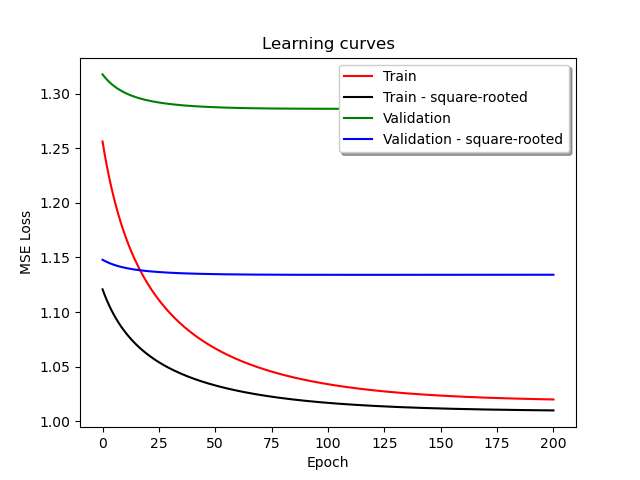 Learning curves
Train
Train - square-rooted
Validation
Validation - square-rooted
MSE Loss
1.30
1.25
1.20
1.15
1.10
1.05
1.00
0 25 50 75 100 125 150 175 200
Epoch